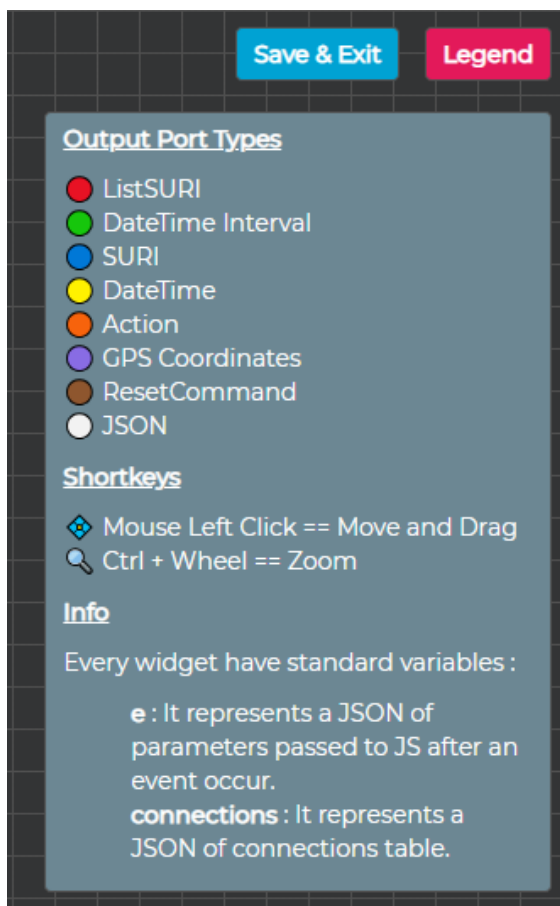 Save & Exit
Legend
Output Port Types
ListSURI
DateTime Interval
SURI
DateTime
Action
GPS Coordinates
ResetCommand
JSON
Shortkeys
Mouse Left Click == Move and Drag
Ctrl + Wheel == Zoom
Info
Every widget have standard variables :
e : It represents a JSON of
parameters passed to JS after an
event occur.
connections : It represents a
JSON of connections table.